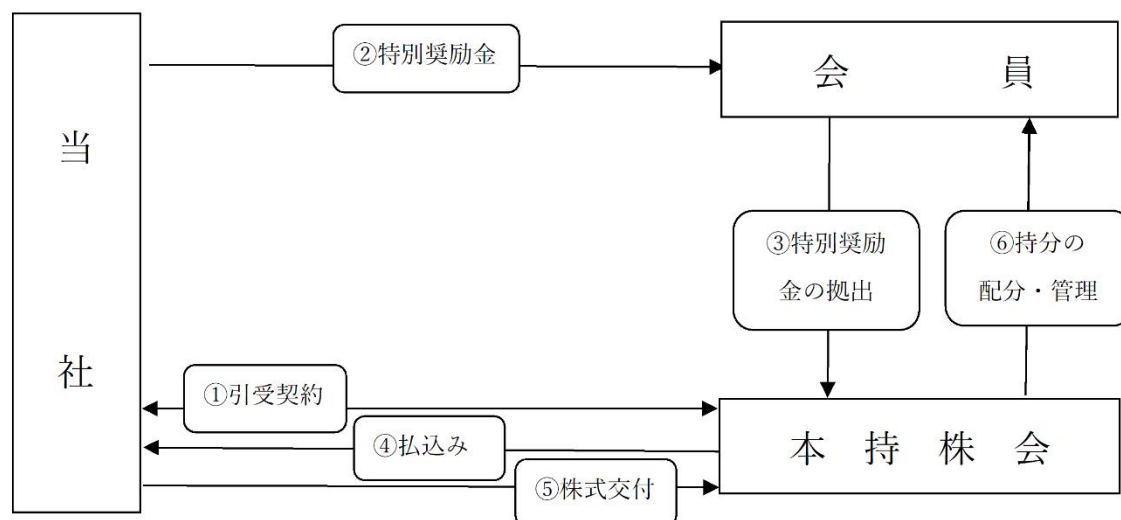 ②特別奨励金
会員
当社
③特別奨励
金の拠出
⑥持分の
配分・管理
①引受契約
④払込み
本持株会
⑤株式交付